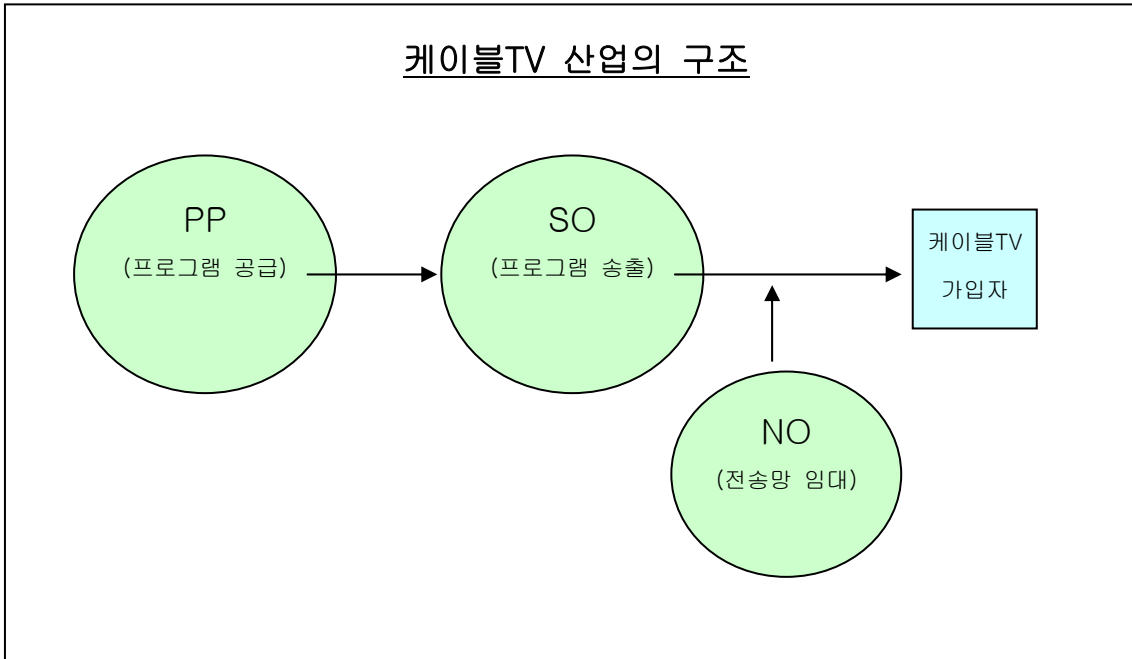 케이블TV 산업의 구조
PP
(프로그램 공급)
SO
(프로그램 송출)
케이블TV
가입자
NO
(전송망 임대)